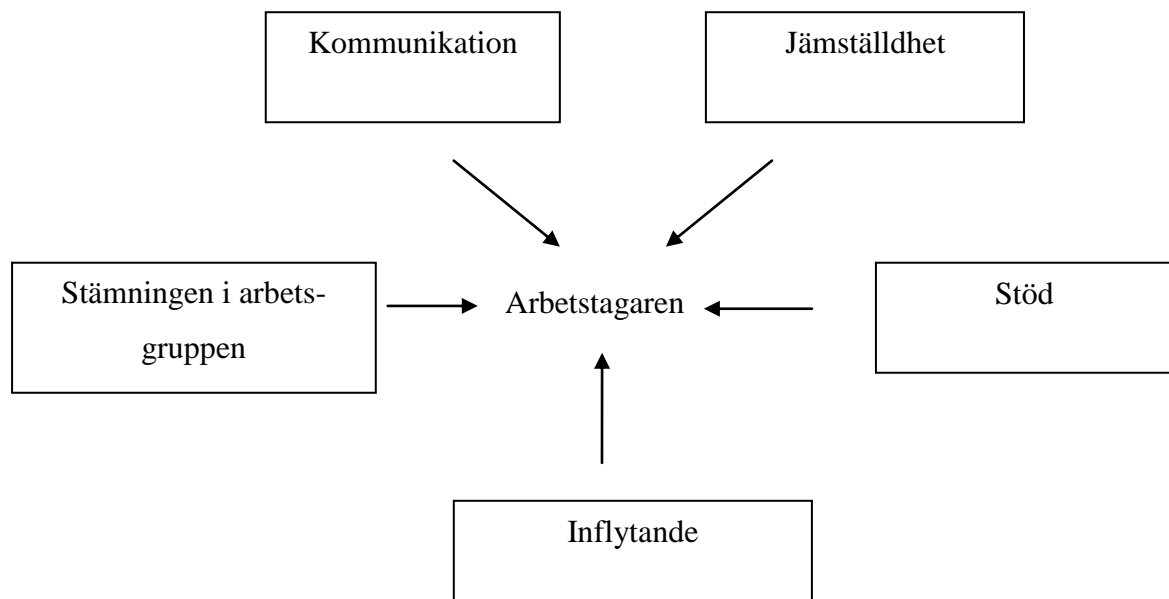 Kommunikation
Jämställdhet
Stämningen i arbets-
gruppen
Arbetstagaren
Stöd
Inflytande